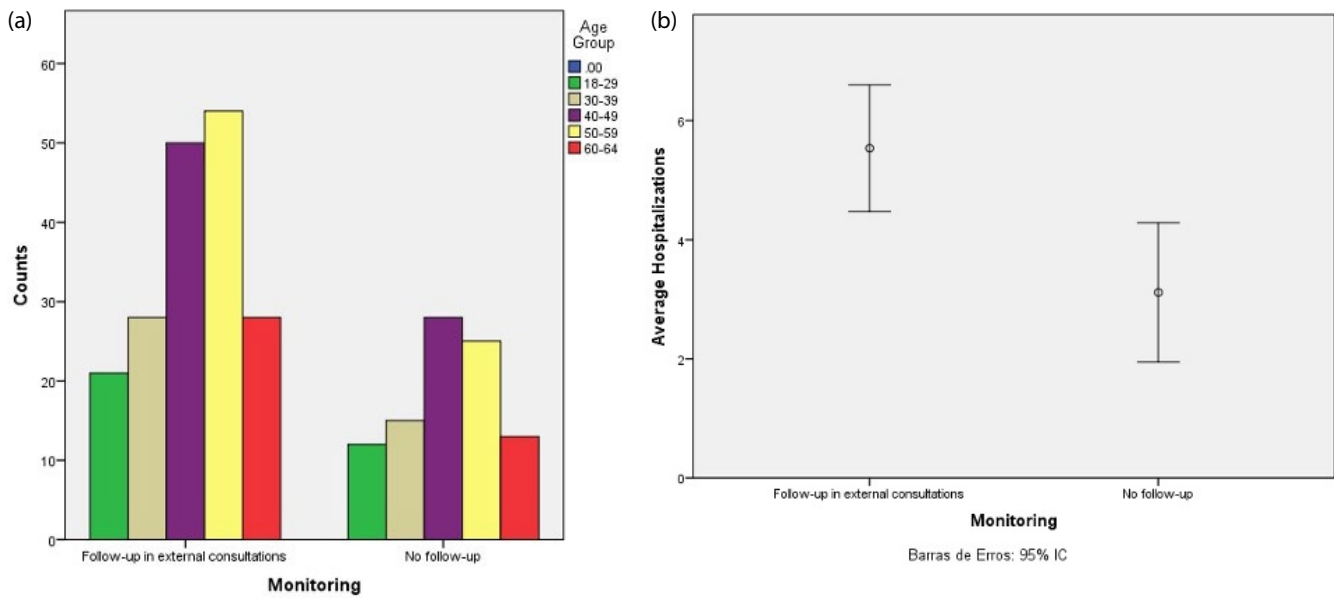 (a)
Age
Group
.00
18-29
30-39
40-49
50-59
60-64
60
50
40
30
20
10
0
Counts
Follow-up in external consultations
No follow-up
Monitoring
(b)
6
4
2
0
Average Hospitalizations
Follow-up in external consultations
No follow-up
Monitoring
Barras de Erros: 95% IC